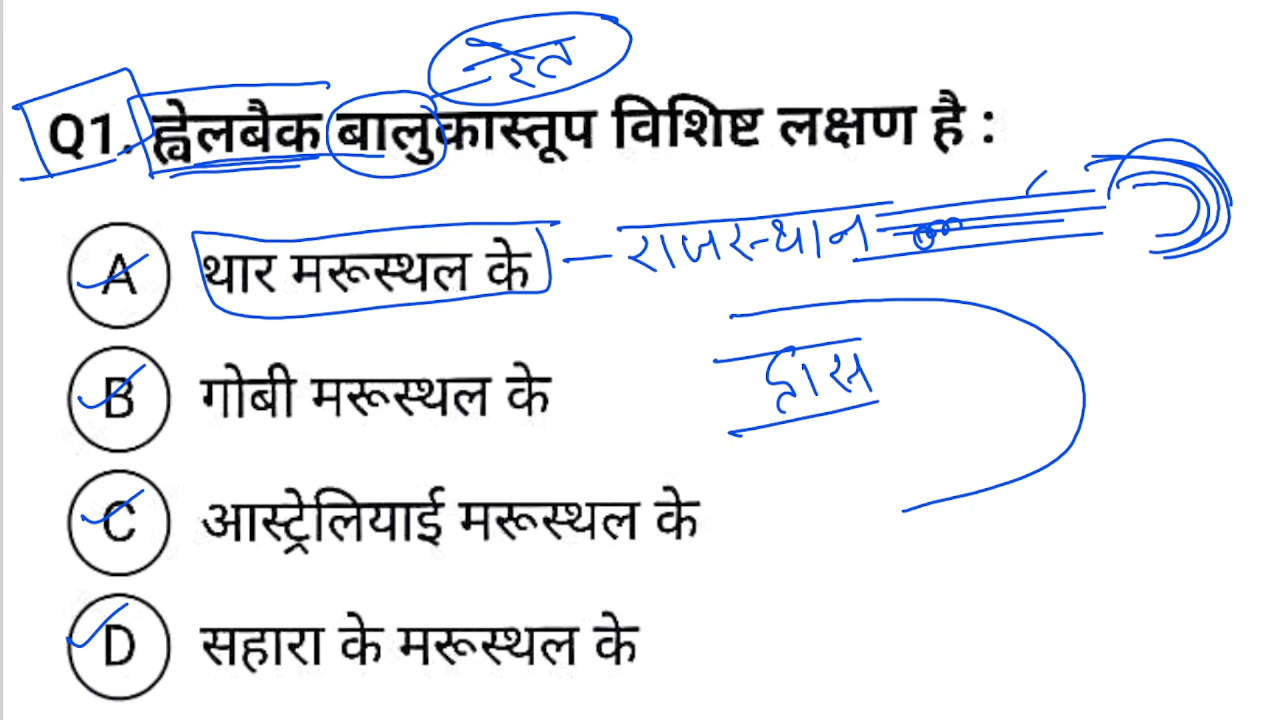 रेत
Q1. ह्वेलबैक बालुकास्तूप विशिष्ट लक्षण है :
A थार मरूस्थल के – राजस्थान
B गोबी मरूस्थल के
ह्रास
C आस्ट्रेलियाई मरूस्थल के
D सहारा के मरूस्थल के